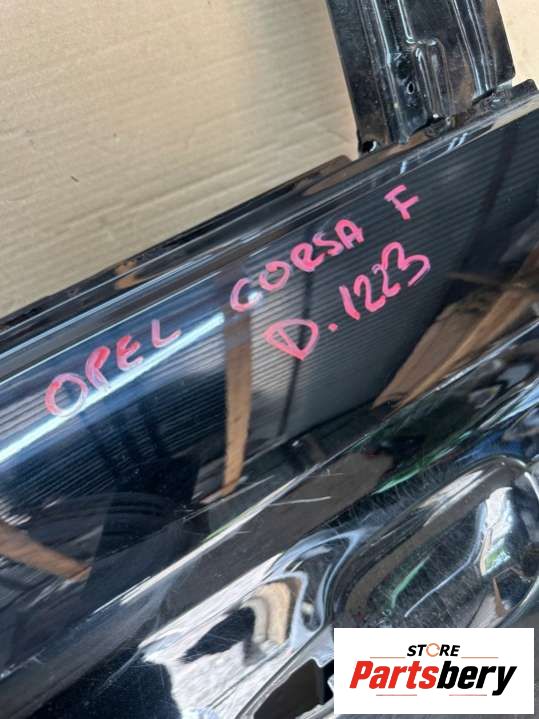 OPEL CORSA F
D.1223
STORE
Partsbery